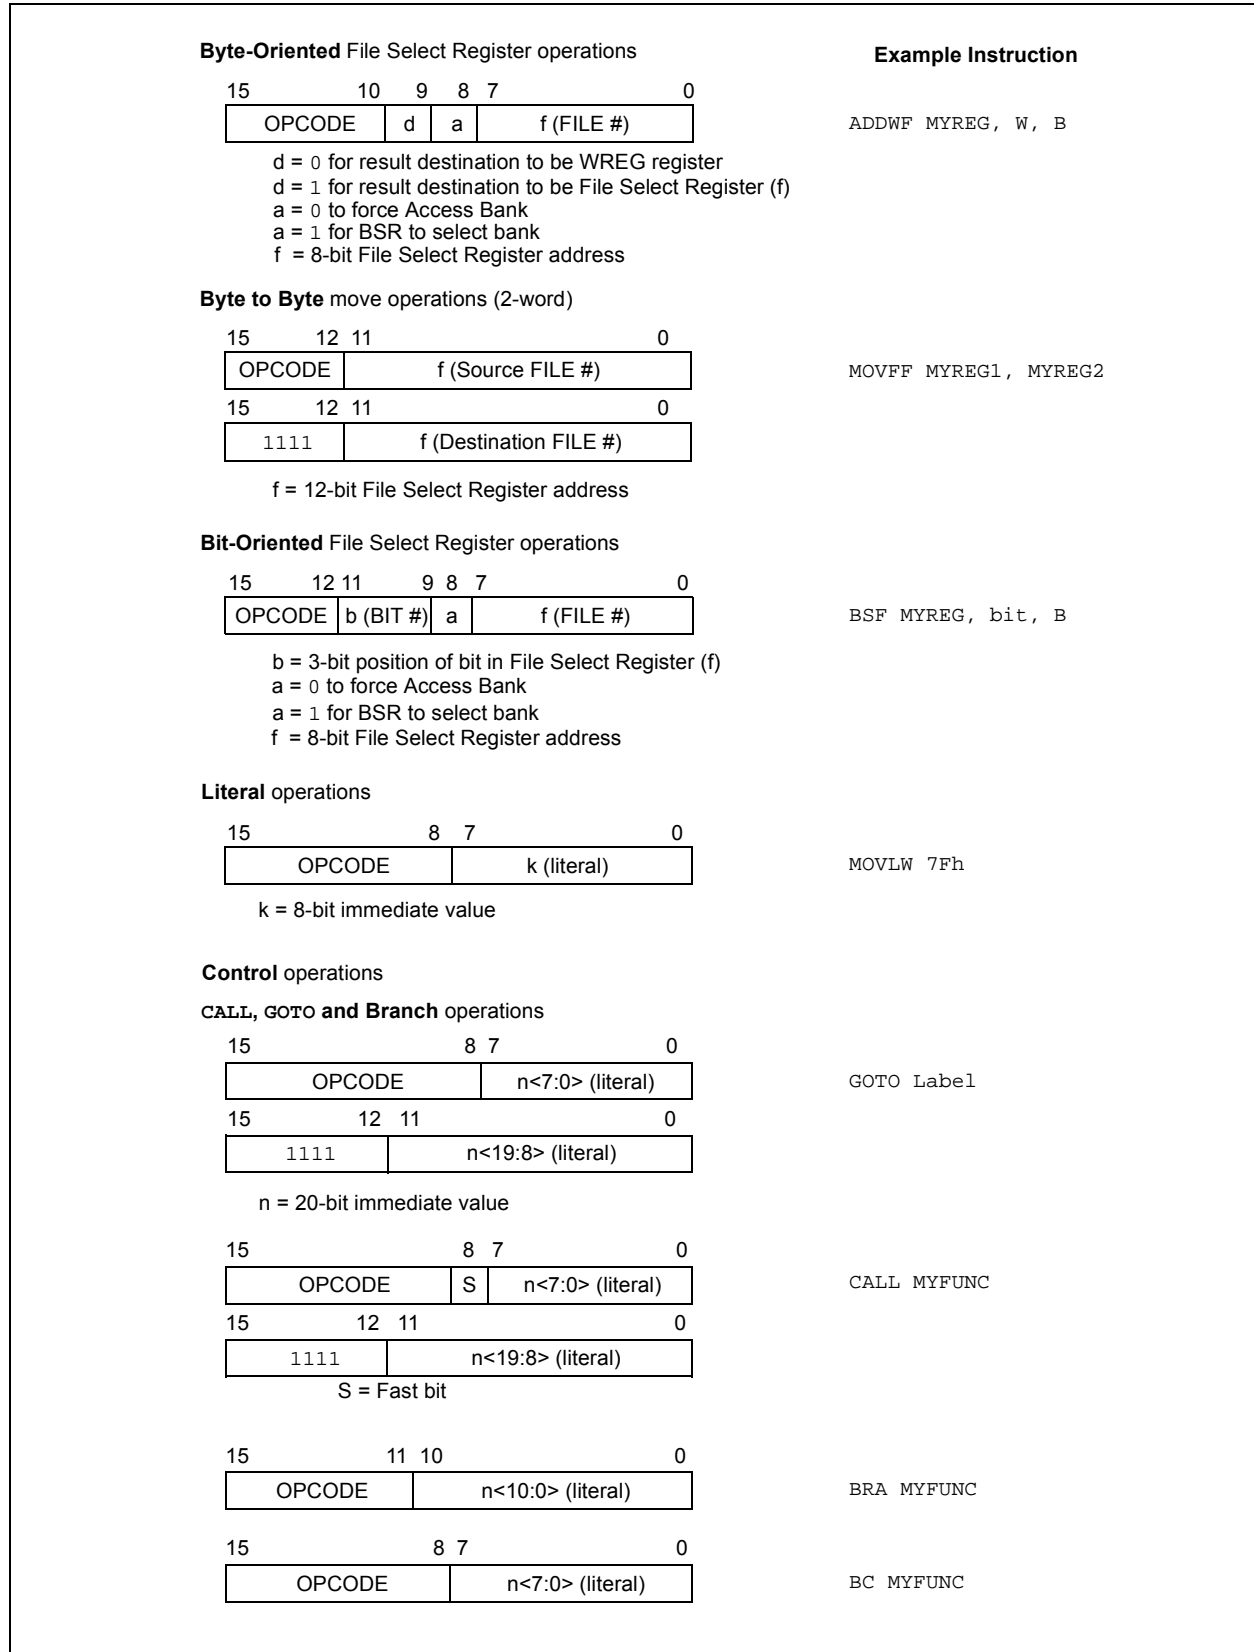 Byte-Oriented File Select Register operations Example Instruction
15 10 9 8 7 0
OPCODE d a f (FILE #) ADDWF MYREG, W, B
d = 0 for result destination to be WREG register
d = 1 for result destination to be File Select Register (f)
a = 0 to force Access Bank
a = 1 for BSR to select bank
f = 8-bit File Select Register address
Byte to Byte move operations (2-word)
15 12 11 0
OPCODE f (Source FILE #) MOVFF MYREG1, MYREG2
15 12 11 0
1111 f (Destination FILE #)
f = 12-bit File Select Register address
Bit-Oriented File Select Register operations
15 12 11 9 8 7 0
OPCODE b (BIT #) a f (FILE #) BSF MYREG, bit, B
b = 3-bit position of bit in File Select Register (f)
a = 0 to force Access Bank
a = 1 for BSR to select bank
f = 8-bit File Select Register address
Literal operations
15 8 7 0
OPCODE k (literal) MOVLW 7Fh
k = 8-bit immediate value
Control operations
CALL, GOTO and Branch operations
15 8 7 0
OPCODE n<7:0> (literal) GOTO Label
15 12 11 0
1111 n<19:8> (literal)
n = 20-bit immediate value
15 8 7 0
OPCODE S n<7:0> (literal) CALL MYFUNC
15 12 11 0
1111 n<19:8> (literal)
S = Fast bit
15 11 10 0
OPCODE n<10:0> (literal) BRA MYFUNC
15 8 7 0
OPCODE n<7:0> (literal) BC MYFUNC